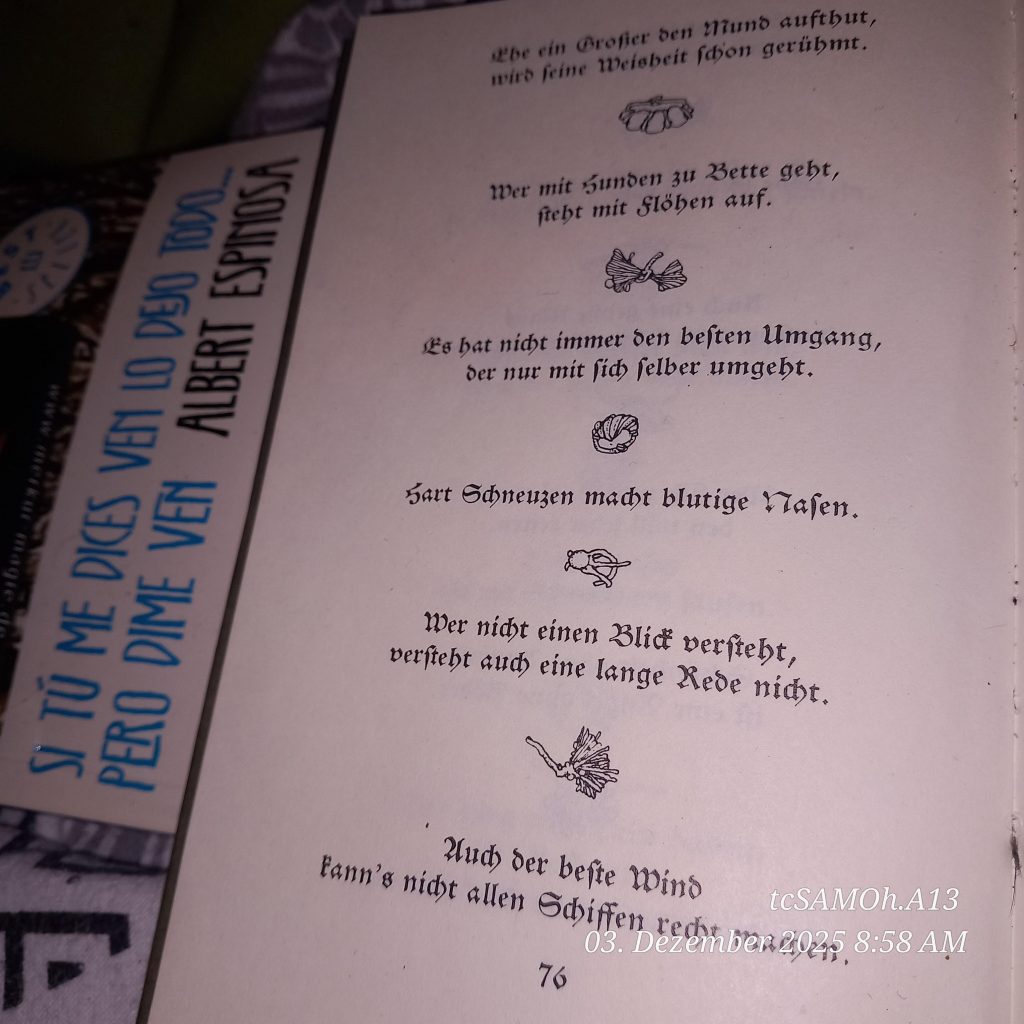 Ehe ein Großer den Mund aufthut,
wird seine Weisheit schon gerühmt.
Wer mit Hunden zu Bette geht,
steht mit Flöhen auf.
Es hat nicht immer den besten Umgang,
der nur mit sich selber umgeht.
Hart Schneuzen macht blutige Nasen.
Wer nicht einen Blick versteht,
versteht auch eine lange Rede nicht.
Auch der beste Wind
kann's nicht allen Schiffen recht machen.
76
SI TÚ ME DICES VEN LO DEJO TODO...
PERO DIME VEN
ALBERT ESPINOSA
tcSAMOh.A13
03. Dezember 2025 8:58 AM